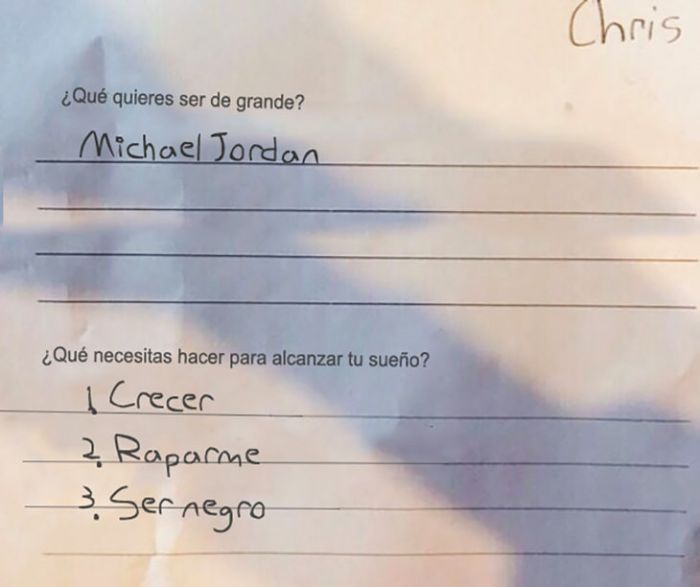 Chris
¿Qué quieres ser de grande?
Michael Jordan
¿Qué necesitas hacer para alcanzar tu sueño?
1. Crecer
2. Raparme
3. Ser negro